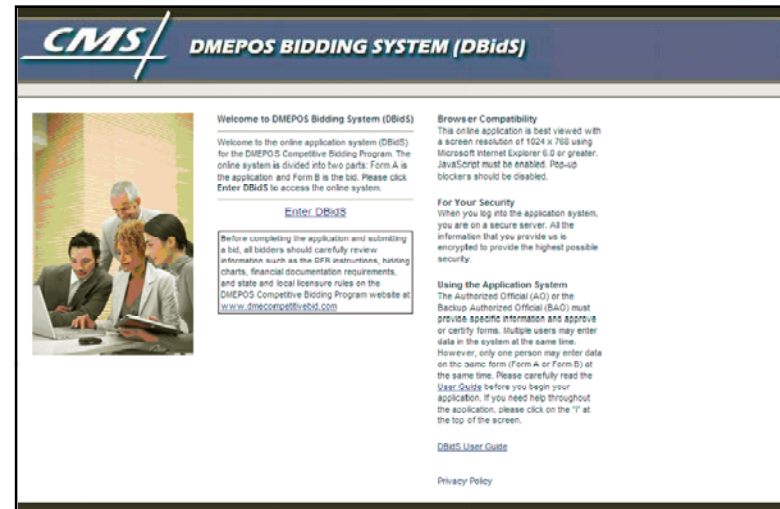 CMS
DMEPOS BIDDING SYSTEM (DBidS)
Welcome to DMEPOS Bidding System (DBidS)
Welcome to the online application system (DBidS)
for the DMEPOS Competitive Bidding Program. The
online system is divided into two parts: Form A is
the application and Form B is the bid. Please click
Enter DBidS to access the online system.
Enter DBidS
Before completing the application and submitting
a bid, all bidders should carefully review
information such as the RFB instructions, bidding
charts, financial documentation requirements,
and state and local licensure rules on the
DMEPOS Competitive Bidding Program website at
www.dmecompetitivebid.com
Browser Compatibility
This online application is best viewed with
a screen resolution of 1024 x 768 using
Microsoft Internet Explorer 6.0 or greater.
JavaScript must be enabled. Pop-up
blockers should be disabled.
For Your Security
When you log into the application system,
you are on a secure server. All the
information that you provide us is
encrypted to provide the highest possible
security.
Using the Application System
The Authorized Official (AO) or the
Backup Authorized Official (BAO) must
provide specific information and approve
or certify forms. Multiple users may enter
data in the system at the same time.
However, only one person may enter data
on the same form (Form A or Form B) at
the same time. Please carefully read the
User Guide before you begin your
application. If you need help throughout
the application, please click on the "i" at
the top of the screen.
DBidS User Guide
Privacy Policy